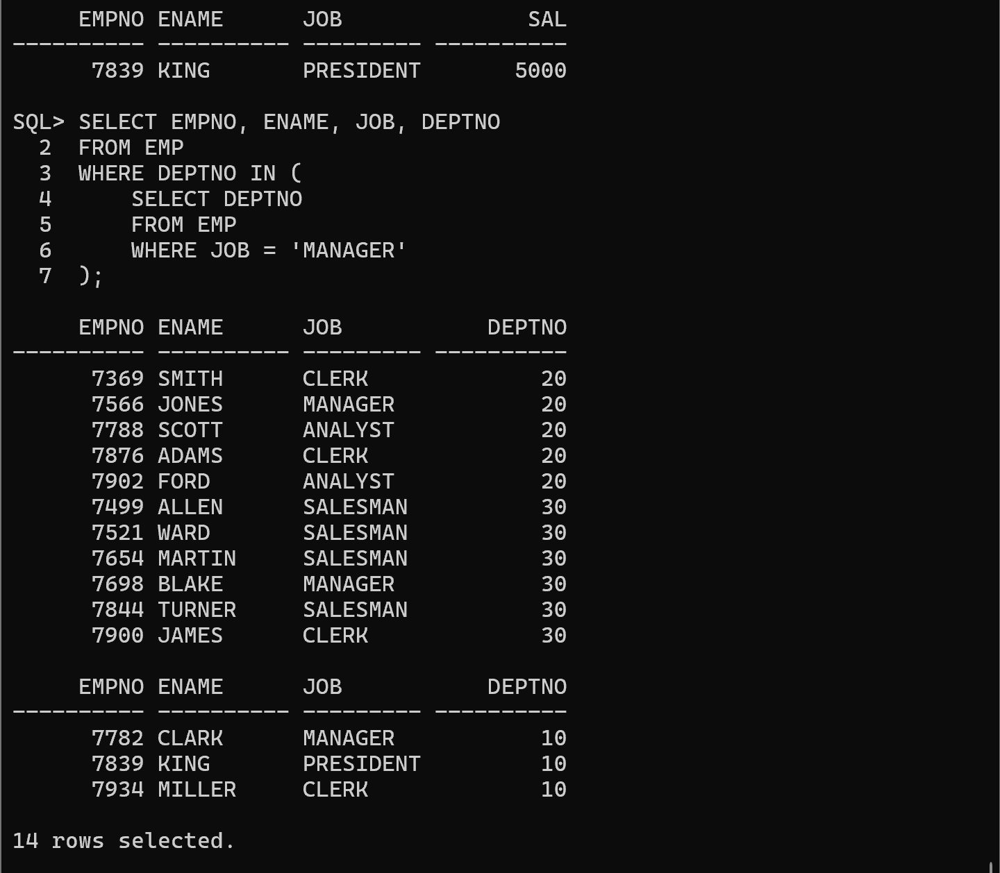 EMPNO ENAME      JOB              SAL
---------- ---------- --------- ----------
      7839 KING       PRESIDENT       5000
SQL> SELECT EMPNO, ENAME, JOB, DEPTNO
  2  FROM EMP
  3  WHERE DEPTNO IN (
  4      SELECT DEPTNO
  5      FROM EMP
  6      WHERE JOB = 'MANAGER'
  7  );
     EMPNO ENAME      JOB           DEPTNO
---------- ---------- --------- ----------
      7369 SMITH      CLERK             20
      7566 JONES      MANAGER           20
      7788 SCOTT      ANALYST           20
      7876 ADAMS      CLERK             20
      7902 FORD       ANALYST           20
      7499 ALLEN      SALESMAN          30
      7521 WARD       SALESMAN          30
      7654 MARTIN     SALESMAN          30
      7698 BLAKE      MANAGER           30
      7844 TURNER     SALESMAN          30
      7900 JAMES      CLERK             30
     EMPNO ENAME      JOB           DEPTNO
---------- ---------- --------- ----------
      7782 CLARK      MANAGER           10
      7839 KING       PRESIDENT         10
      7934 MILLER     CLERK             10
14 rows selected.